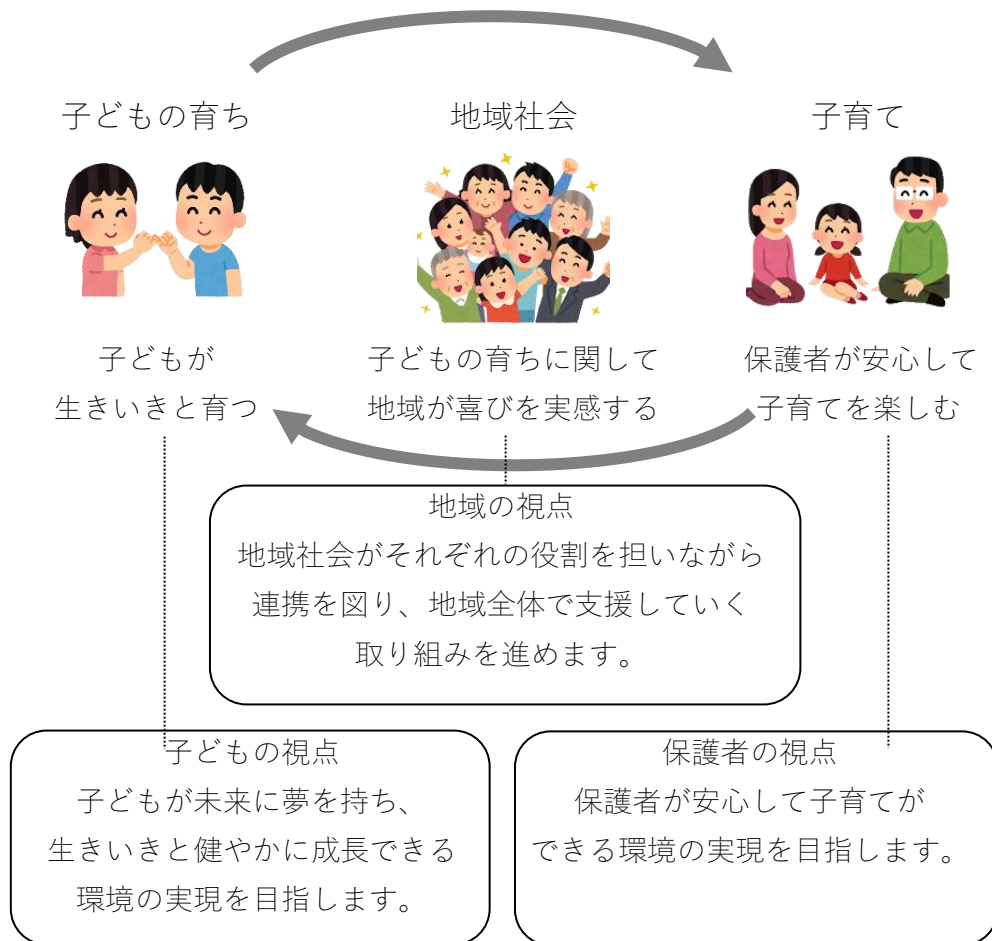 子どもの育ち
地域社会
子育て
子どもが
生きいきと育つ
子どもの育ちに関して
地域が喜びを実感する
保護者が安心して
子育てを楽しむ
地域の視点
地域社会がそれぞれの役割を担いながら
連携を図り、地域全体で支援していく
取り組みを進めます。
子どもの視点
子どもが未来に夢を持ち、
生きいきと健やかに成長できる
環境の実現を目指します。
保護者の視点
保護者が安心して子育てが
できる環境の実現を目指します。